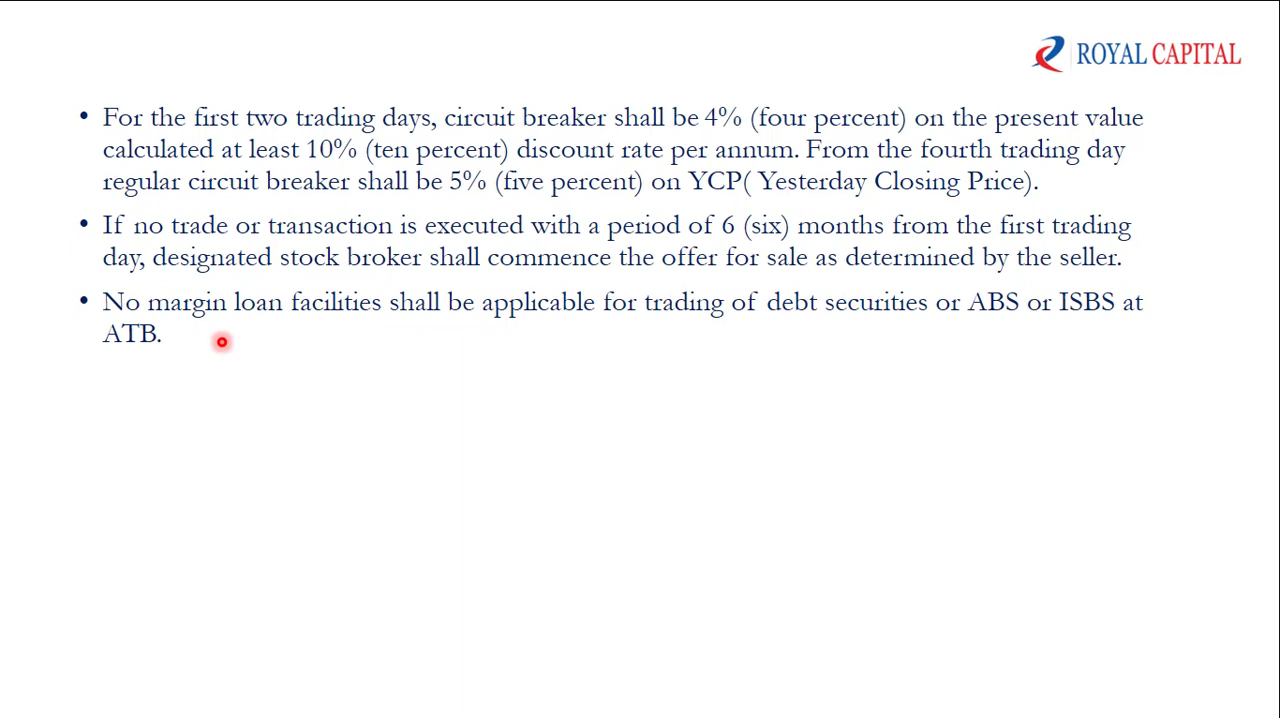 ROYAL CAPITAL
• For the first two trading days, circuit breaker shall be 4% (four percent) on the present value
calculated at least 10% (ten percent) discount rate per annum. From the fourth trading day
regular circuit breaker shall be 5% (five percent) on YCP( Yesterday Closing Price).
• If no trade or transaction is executed with a period of 6 (six) months from the first trading
day, designated stock broker shall commence the offer for sale as determined by the seller.
• No margin loan facilities shall be applicable for trading of debt securities or ABS or ISBS at
ATB.